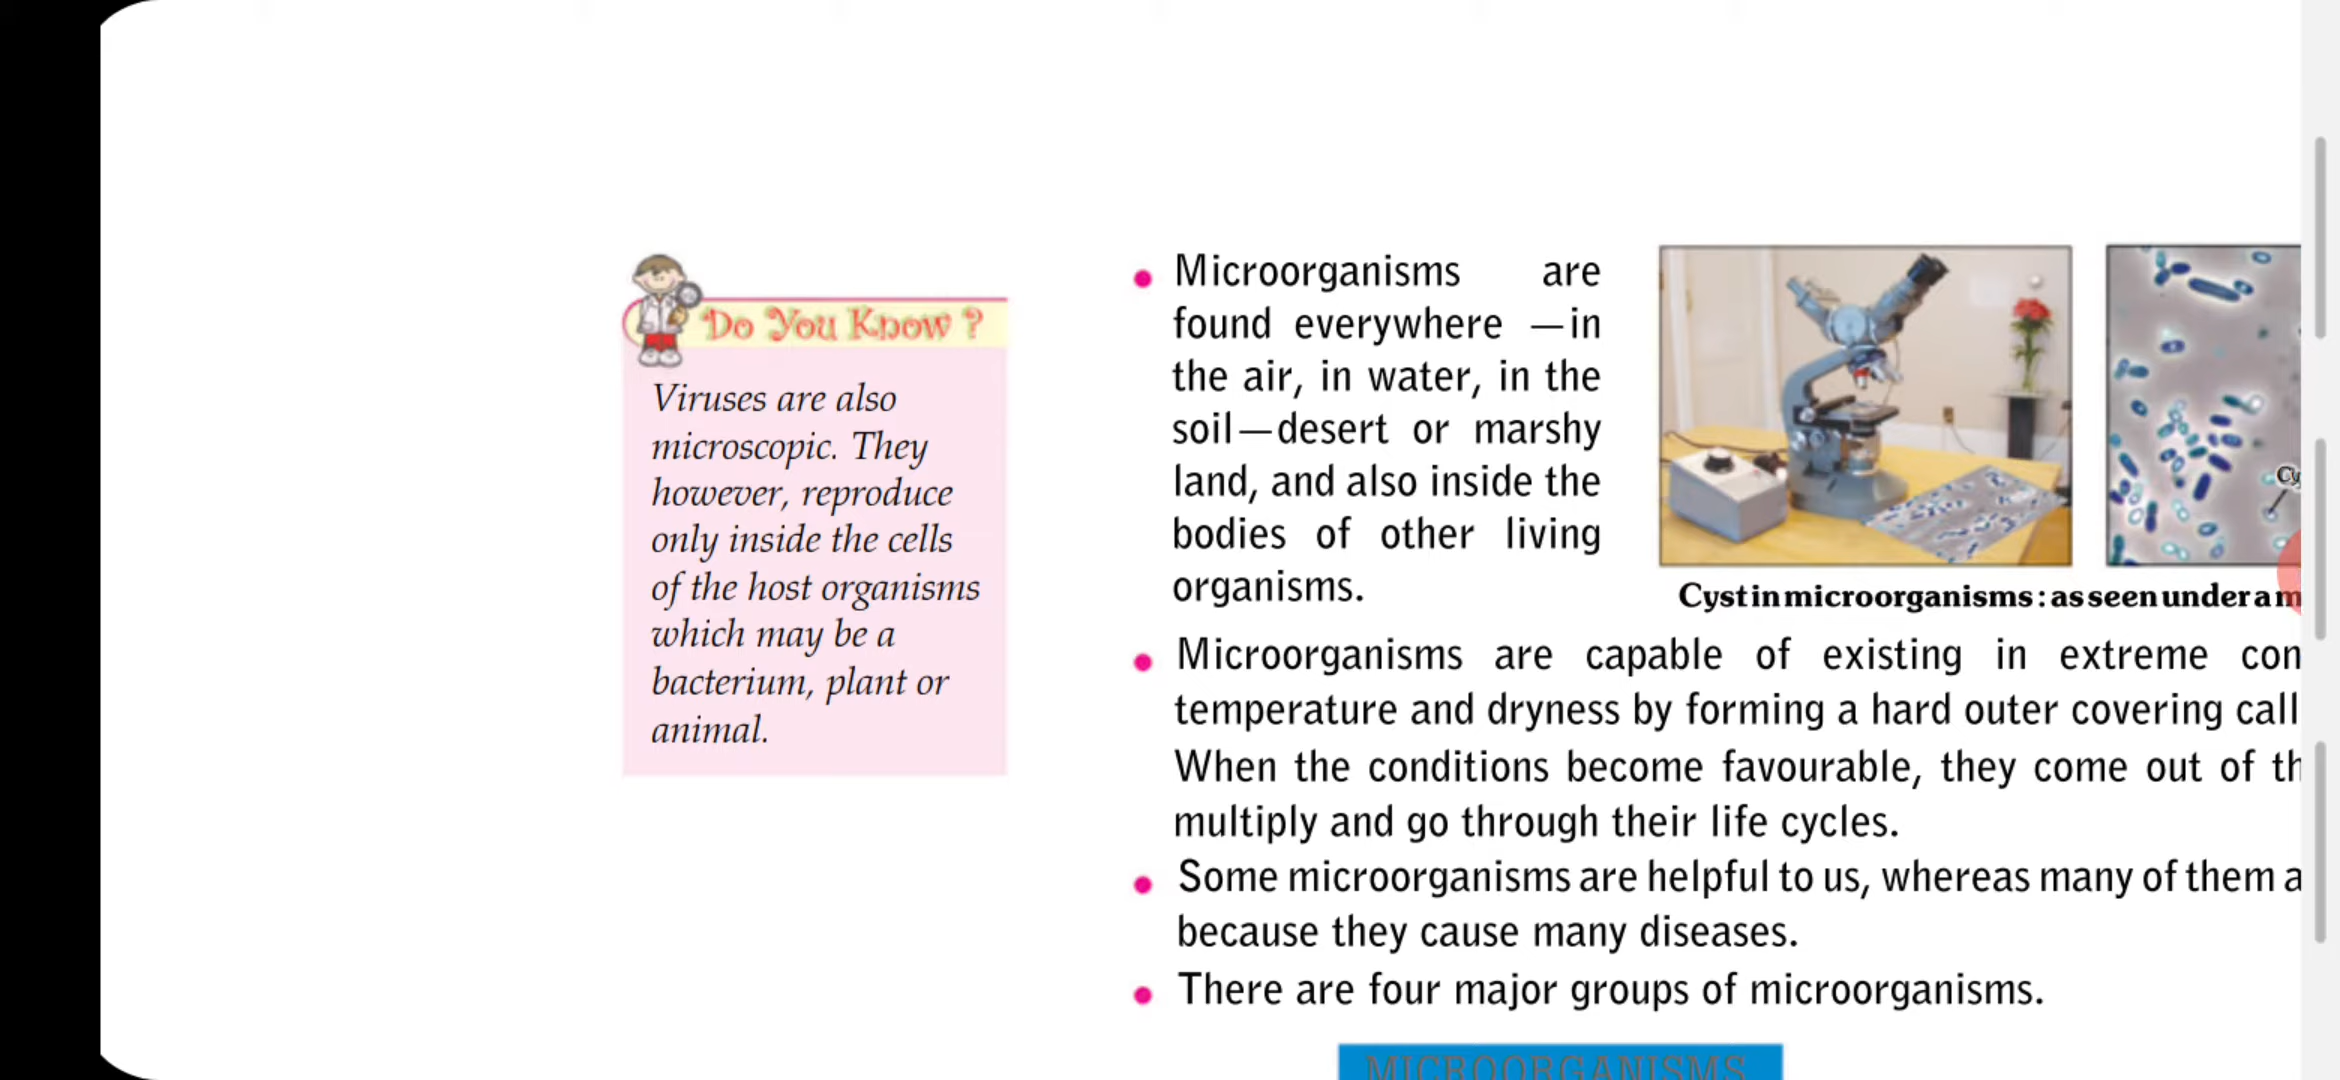 Do You Know ?
Viruses are also
microscopic. They
however, reproduce
only inside the cells
of the host organisms
which may be a
bacterium, plant or
animal.
Microorganisms are
found everywhere —in
the air, in water, in the
soil—desert or marshy
land, and also inside the
bodies of other living
organisms.
Cyst in microorganisms : as seen under a
Microorganisms are capable of existing in extreme con
temperature and dryness by forming a hard outer covering call
When the conditions become favourable, they come out of th
multiply and go through their life cycles.
Some microorganisms are helpful to us, whereas many of them a
because they cause many diseases.
There are four major groups of microorganisms.
MICROORGANISMS